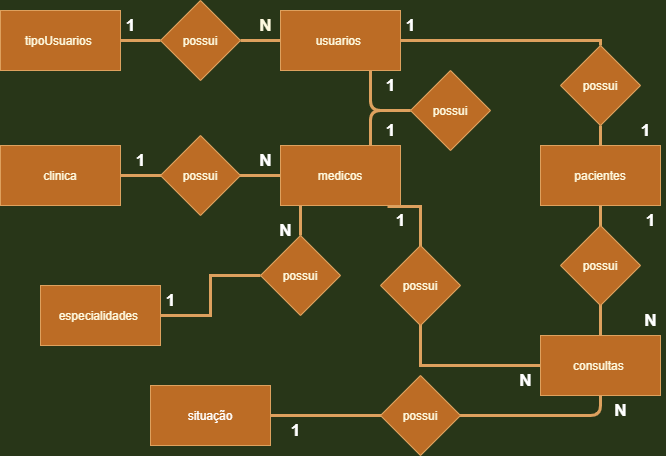 1
N
1
tipoUsuarios
possui
usuarios
possui
1
possui
1
1
1
N
clinica
possui
medicos
pacientes
1
1
N
possui
possui
possui
1
especialidades
N
consultas
N
situação
possui
N
1